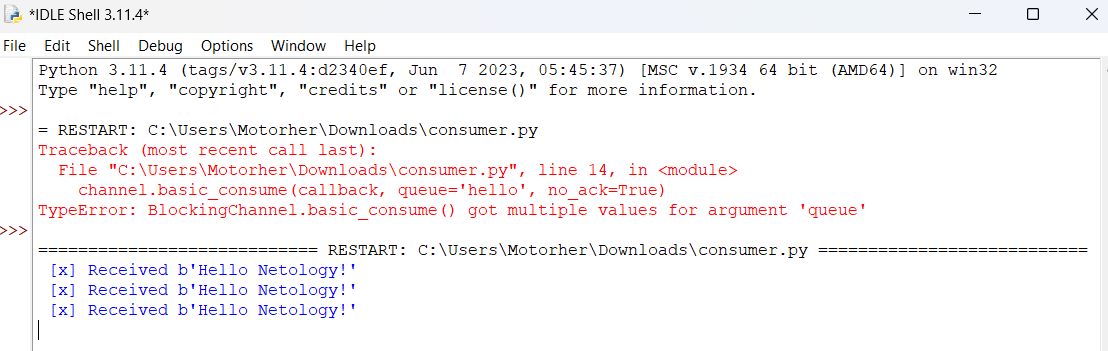 *IDLE Shell 3.11.4*
File Edit Shell Debug Options Window Help
Python 3.11.4 (tags/v3.11.4:d2340ef, Jun  7 2023, 05:45:37) [MSC v.1934 64 bit (AMD64)] on win32
Type "help", "copyright", "credits" or "license()" for more information.
>>>
= RESTART: C:\Users\Motorher\Downloads\consumer.py
Traceback (most recent call last):
  File "C:\Users\Motorher\Downloads\consumer.py", line 14, in <module>
    channel.basic_consume(callback, queue='hello', no_ack=True)
TypeError: BlockingChannel.basic_consume() got multiple values for argument 'queue'
>>>
============================ RESTART: C:\Users\Motorher\Downloads\consumer.py ===========================
 [x] Received b'Hello Netology!'
 [x] Received b'Hello Netology!'
 [x] Received b'Hello Netology!'